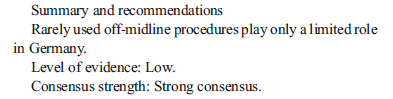 Summary and recommendations
Rarely used off-midline procedures play only a limited role
in Germany.
Level of evidence: Low.
Consensus strength: Strong consensus.